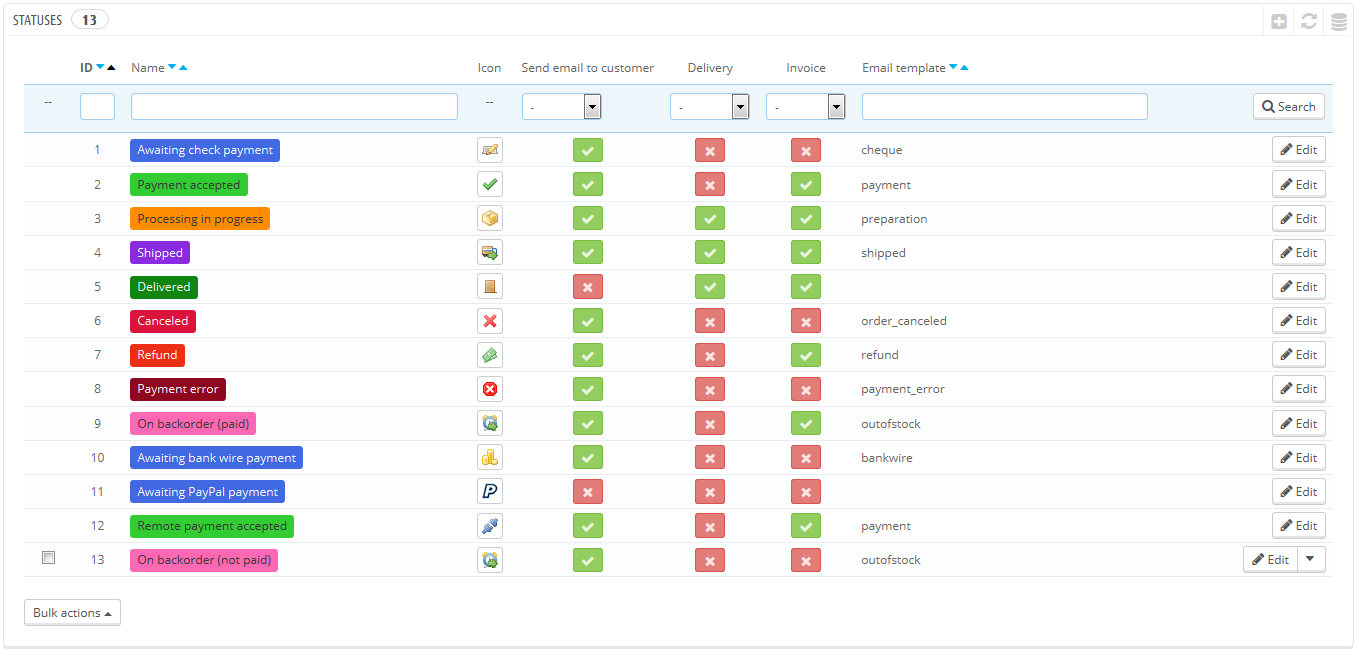 STATUSES 13
ID Name Icon Send email to customer Delivery Invoice Email template
-- -- - - - Search
1 Awaiting check payment cheque Edit
2 Payment accepted payment Edit
3 Processing in progress preparation Edit
4 Shipped shipped Edit
5 Delivered Edit
6 Canceled order_canceled Edit
7 Refund refund Edit
8 Payment error payment_error Edit
9 On backorder (paid) outofstock Edit
10 Awaiting bank wire payment bankwire Edit
11 Awaiting PayPal payment Edit
12 Remote payment accepted payment Edit
13 On backorder (not paid) outofstock Edit
Bulk actions